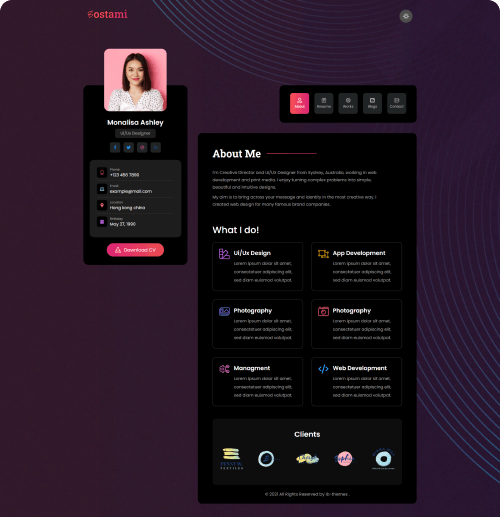 Bostami
Monalisa Ashley
Ui/Ux Designer
Phone
+123 456 7890
Email
example@mail.com
Location
Hong kong china
Birthday
May 27, 1990
Download CV
About
Resume
Works
Blogs
Contact
About Me
I'm Creative Director and UI/UX Designer from Sydney, Australia, working in web
development and print media. I enjoy turning complex problems into simple,
beautiful and intuitive designs.
My aim is to bring across your message and identity in the most creative way. I
created web design for many famous brand companies.
What I do!
Ui/Ux Design
Lorem ipsum dolor sit amet,
consectetuer adipiscing elit,
sed diam euismod volutpat.
App Development
Lorem ipsum dolor sit amet,
consectetuer adipiscing elit,
sed diam euismod volutpat.
Photography
Lorem ipsum dolor sit amet,
consectetuer adipiscing elit,
sed diam euismod volutpat.
Photography
Lorem ipsum dolor sit amet,
consectetuer adipiscing elit,
sed diam euismod volutpat.
Managment
Lorem ipsum dolor sit amet,
consectetuer adipiscing elit,
sed diam euismod volutpat.
Web Development
Lorem ipsum dolor sit amet,
consectetuer adipiscing elit,
sed diam euismod volutpat.
Clients
TEXTILES
© 2021 All Rights Reserved by ib-themes .